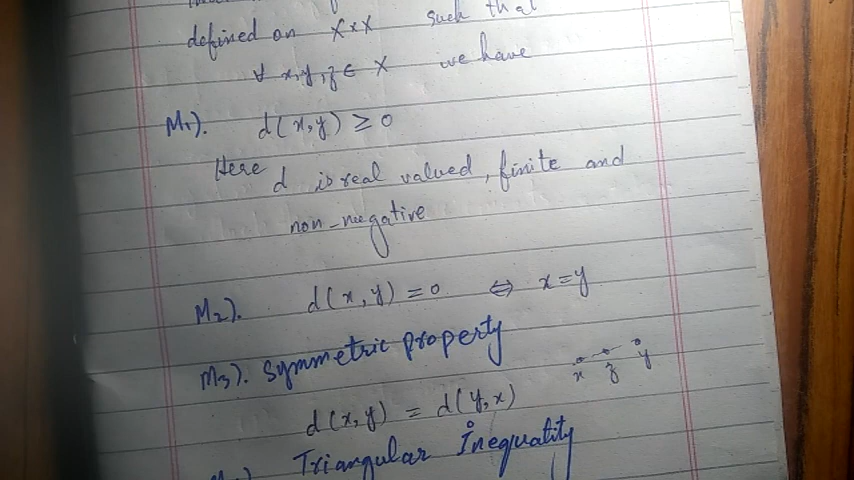 defined on X×X such that
∀ x,y,z ∈ X we have
M1). d(x,y) ≥ 0
Here d is real valued, finite and
non-negative
M2). d(x,y) = 0 ⇔ x=y
M3). Symmetric property
x z y
d(x,y) = d(y,x)
Triangular Inequality